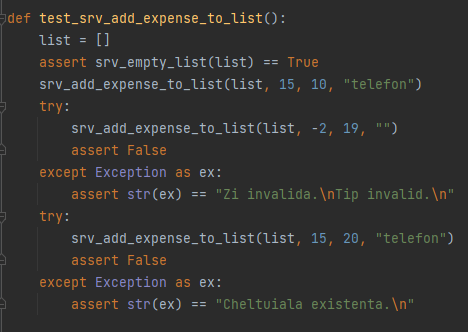 def test_srv_add_expense_to_list():
    list = []
    assert srv_empty_list(list) == True
    srv_add_expense_to_list(list, 15, 10, "telefon")
    try:
        srv_add_expense_to_list(list, -2, 19, "")
        assert False
    except Exception as ex:
        assert str(ex) == "Zi invalida.\nTip invalid.\n"
    try:
        srv_add_expense_to_list(list, 15, 20, "telefon")
        assert False
    except Exception as ex:
        assert str(ex) == "Cheltuiala existenta.\n"